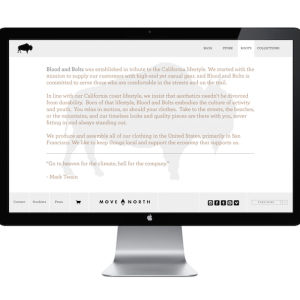 BLOG STORE ROOTS COLLECTIONS
Blood and Bolts was established in tribute to the California lifestyle. We started with the
mission to supply our customers with high end yet casual gear, and Blood and Bolts is
committed to serve those who are comfortable in the streets and on the trail.
In line with our California coast lifestyle, we insist that aesthetics needn't be divorced
from durability. Born of that lifestyle, Blood and Bolts embodies the culture of activity
and youth. You relax in motion, so should your clothes. Take to the streets, the beaches,
or the mountains, and our timeless bolts and quality pieces are there with you, never
fitting in and always standing out.
We produce and assemble all of our clothing in the United States, primarily in San
Francisco. We like to keep things local and support the economy that supports us.
"Go to heaven for the climate, hell for the company."
- Mark Twain
Contact
MOVE NORTH